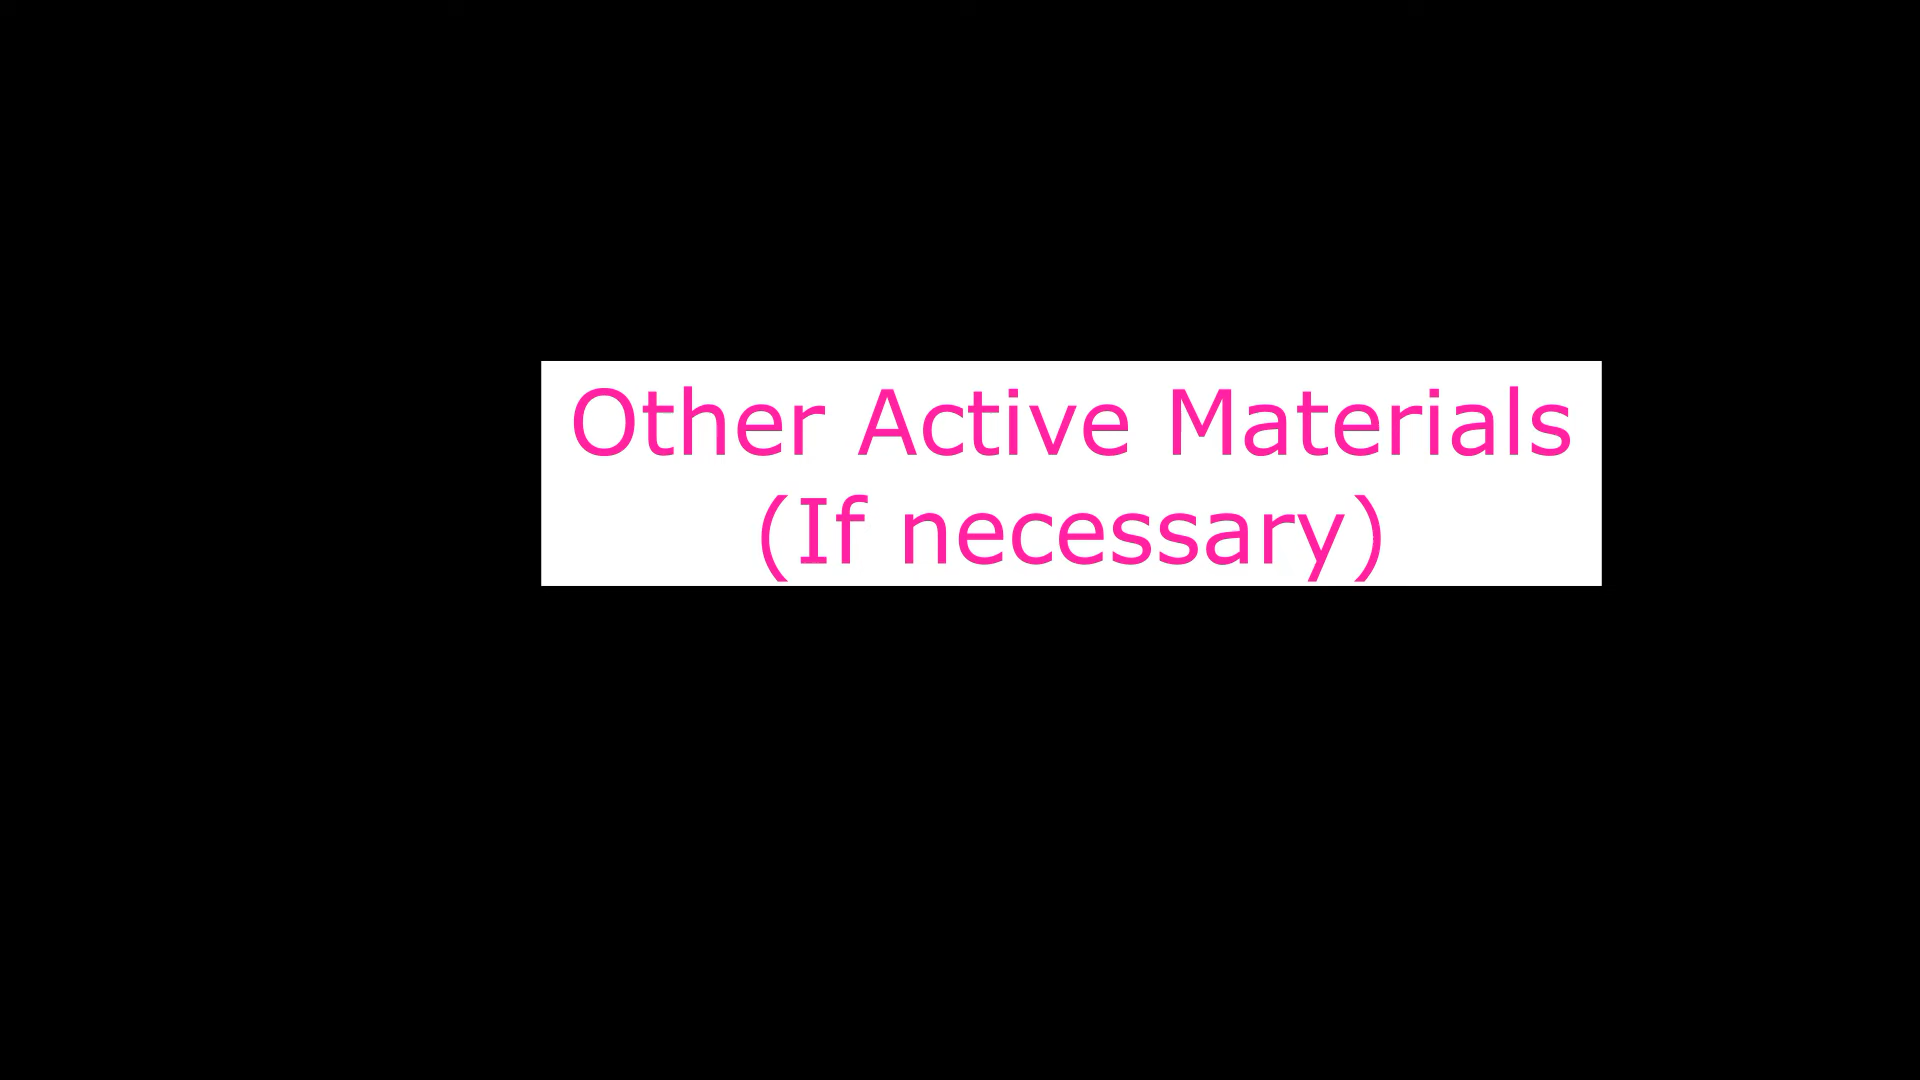 Other Active Materials
(If necessary)